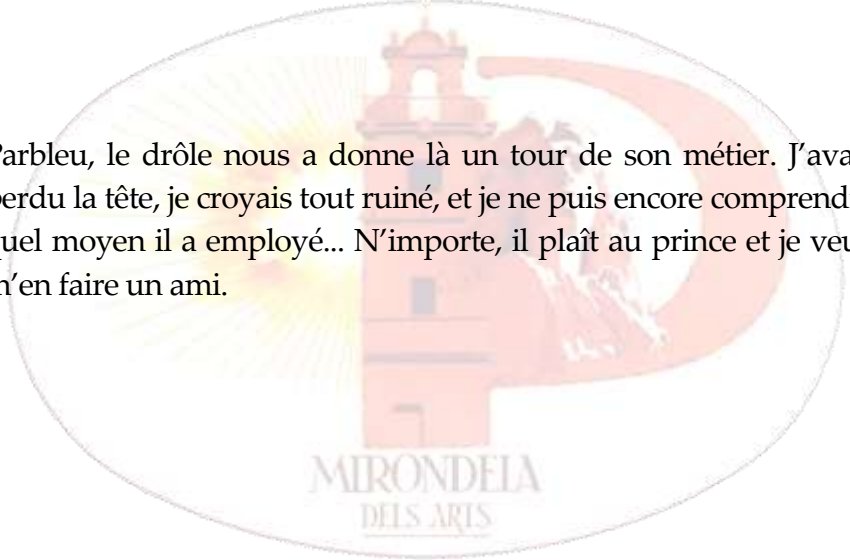 Parbleu, le drôle nous a donne là un tour de son métier. J’ava
perdu la tête, je croyais tout ruiné, et je ne puis encore comprend
quel moyen il a employé... N’importe, il plaît au prince et je veu
m’en faire un ami.
MIRONDELA
DELS ARTS